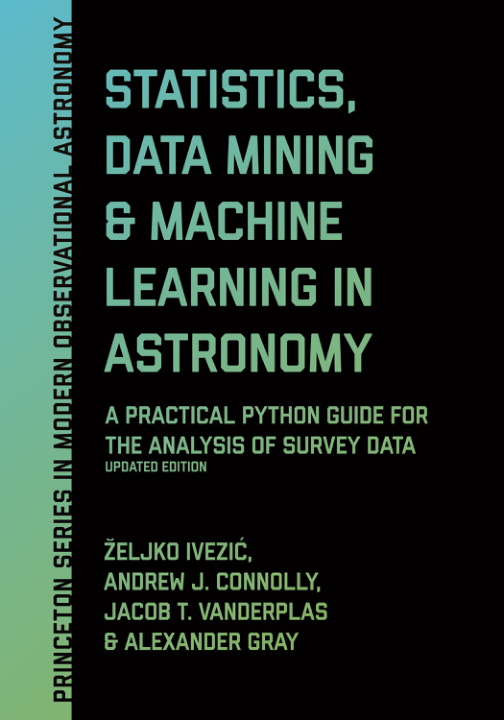 PRINCETON SERIES IN MODERN OBSERVATIONAL ASTRONOMY
STATISTICS,
DATA MINING
& MACHINE
LEARNING IN
ASTRONOMY
A PRACTICAL PYTHON GUIDE FOR
THE ANALYSIS OF SURVEY DATA
UPDATED EDITION
ŽELJKO IVEZIĆ,
ANDREW J. CONNOLLY,
JACOB T. VANDERPLAS
& ALEXANDER GRAY